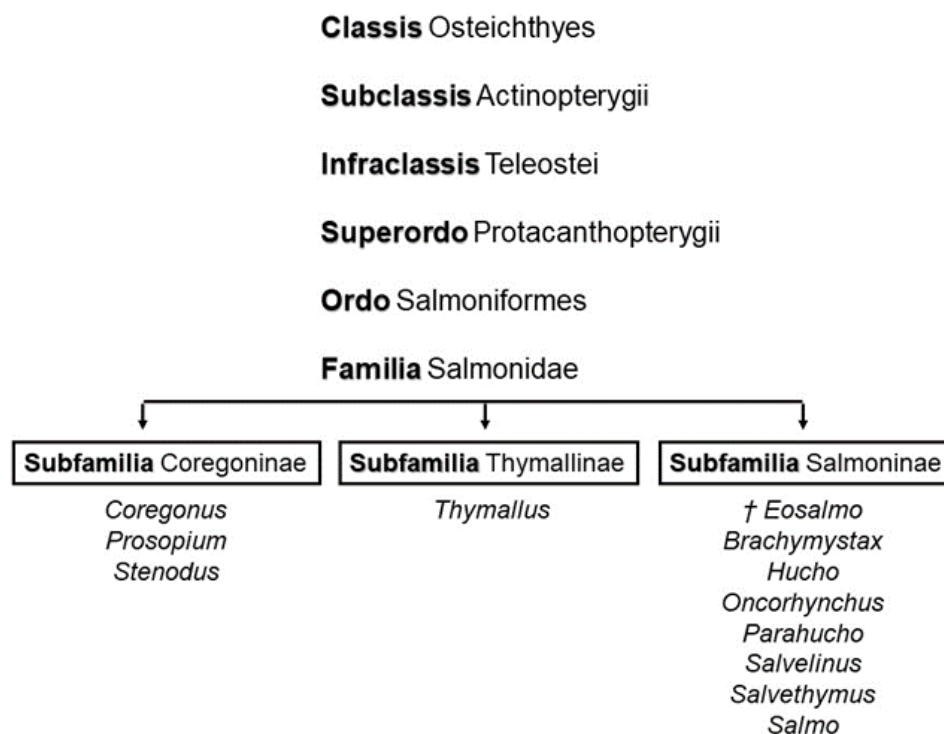 Classis Osteichthyes
Subclassis Actinopterygii
Infraclassis Teleostei
Superordo Protacanthopterygii
Ordo Salmoniformes
Familia Salmonidae
Subfamilia Coregoninae
Coregonus
Prosopium
Stenodus
Subfamilia Thymallinae
Thymallus
Subfamilia Salmoninae
† Eosalmo
Brachymystax
Hucho
Oncorhynchus
Parahucho
Salvelinus
Salvethymus
Salmo